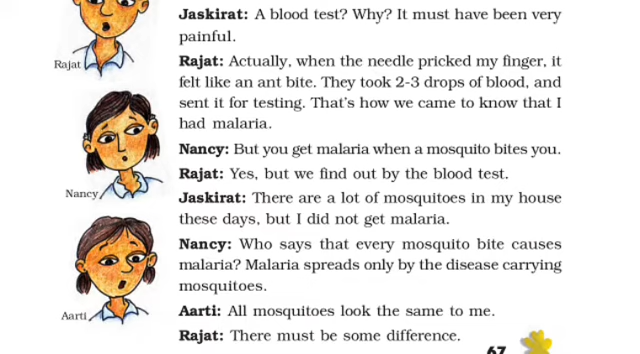 Jaskirat: A blood test? Why? It must have been very
painful.
Rajat
Rajat: Actually, when the needle pricked my finger, it
felt like an ant bite. They took 2-3 drops of blood, and
sent it for testing. That's how we came to know that I
had malaria.
Nancy: But you get malaria when a mosquito bites you.
Rajat: Yes, but we find out by the blood test.
Nancy
Jaskirat: There are a lot of mosquitoes in my house
these days, but I did not get malaria.
Nancy: Who says that every mosquito bite causes
malaria? Malaria spreads only by the disease carrying
mosquitoes.
Aarti
Aarti: All mosquitoes look the same to me.
Rajat: There must be some difference.
67